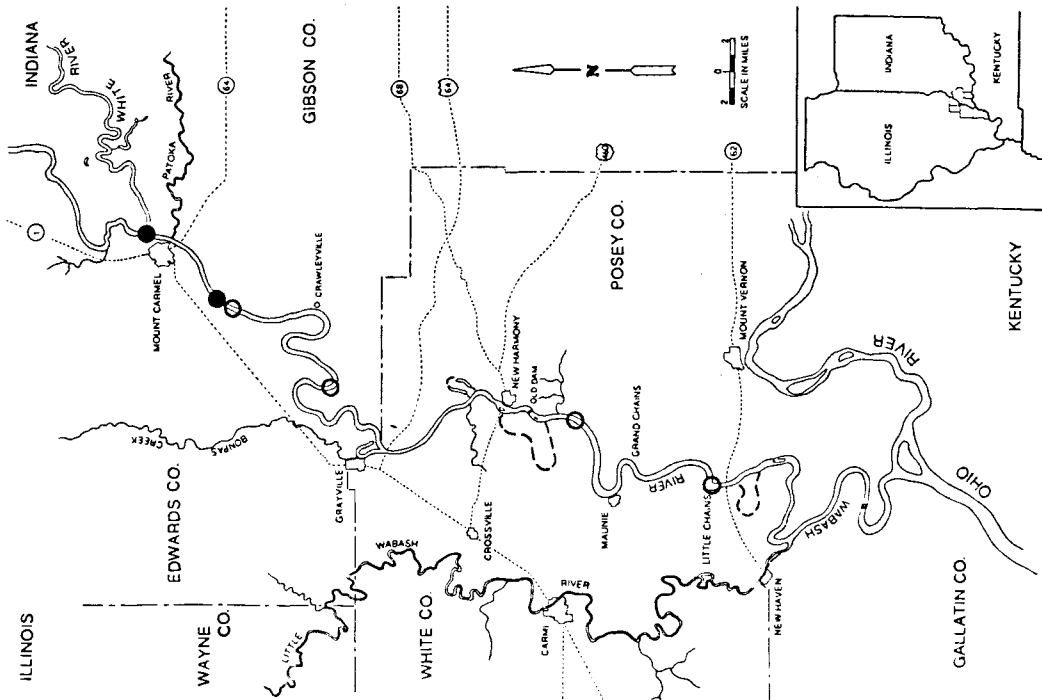 ILLINOIS
INDIANA
WHITE
RIVER
1
WAYNE
CO.
EDWARDS CO.
BONPAS
CREEK
MOUNT CARMEL
PATOKA
RIVER
64
LITTLE
WABASH
RIVER
GRAYVILLE
CRAWLEYVILLE
GIBSON CO.
WHITE CO.
CROSSVILLE
CARMI
68
64
NEW HARMONY
OLD DAM
MAUNIE
GRAND CHAINS
RIVER
POSEY CO.
LITTLE CHAINS
62
NEW HAVEN
WABASH
MOUNT VERNON
N
2 0 2
SCALE IN MILES
GALLATIN CO.
OHIO
RIVER
KENTUCKY
ILLINOIS
INDIANA
KENTUCKY